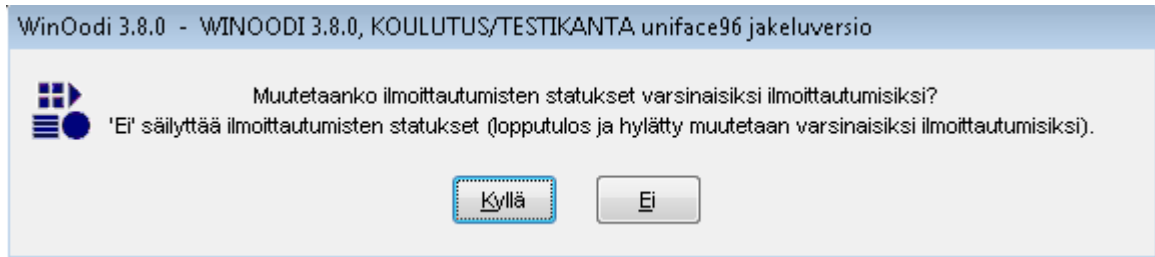 WinOodi 3.8.0 - WINOODI 3.8.0, KOULUTUS/TESTIKANTA uniface96 jakeluversio
Muutetaanko ilmoittautumisten statukset varsinaisiksi ilmoittautumisiksi?
'Ei' säilyttää ilmoittautumisten statukset (lopputulos ja hylätty muutetaan varsinaisiksi ilmoittautumisiksi).
Kyllä
Ei